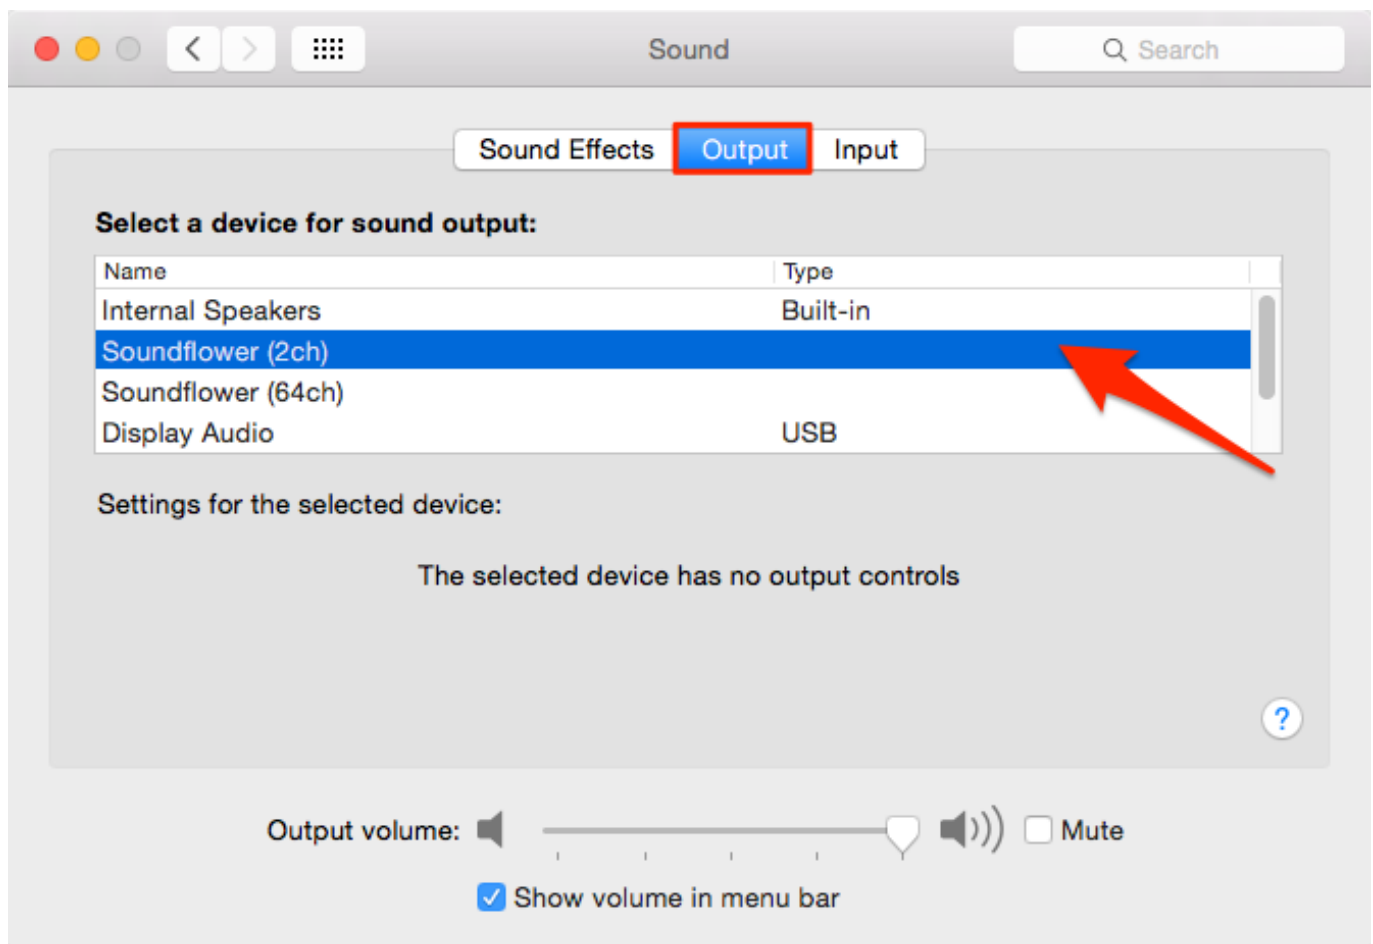 Sound
Search
Sound Effects Output Input
Select a device for sound output:
Name Type
Internal Speakers Built-in
Soundflower (2ch)
Soundflower (64ch)
Display Audio USB
Settings for the selected device:
The selected device has no output controls
?
Output volume: Mute
Show volume in menu bar